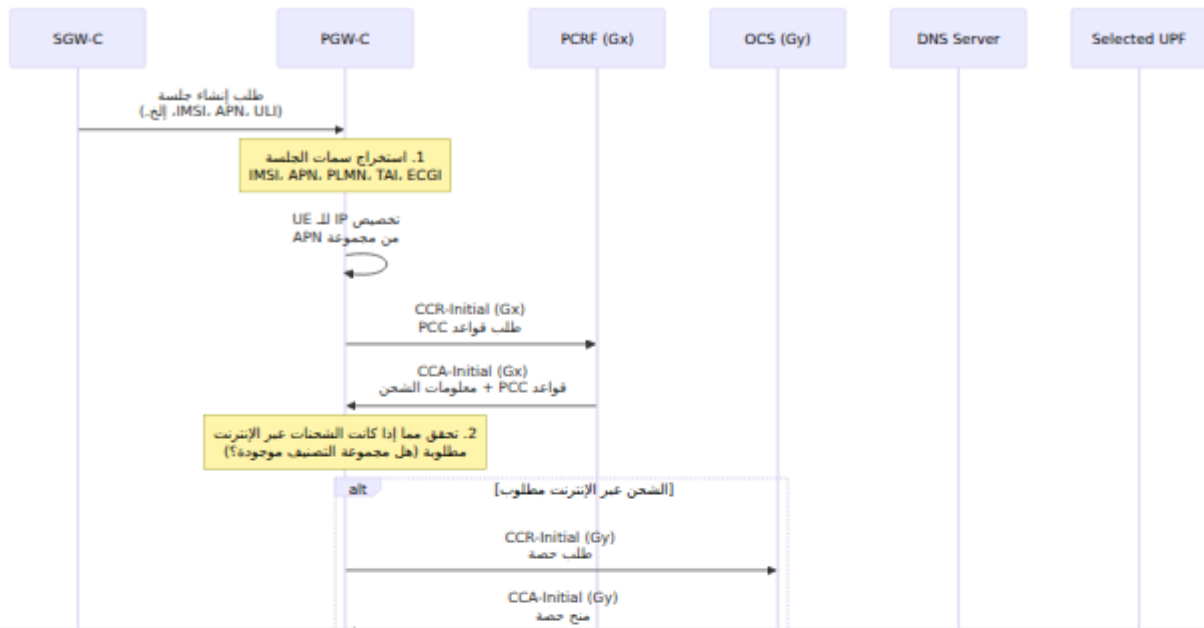 SGW-C
PGW-C
PCRF (Gx)
OCS (Gy)
DNS Server
Selected UPF
طلب إنشاء جلسة
(IMSI، APN، ULI، إلخ.)
1. استخراج سمات الجلسة
IMSI، APN، PLMN، TAI، ECGI
تخصيص IP للـ UE
من مجموعة APN
CCR-Initial (Gx)
طلب قواعد PCC
CCA-Initial (Gx)
قواعد PCC + معلومات الشحن
2. تحقق مما إذا كانت الشحنات عبر الإنترنت
مطلوبة (هل مجموعة التصنيف موجودة؟)
alt
[الشحن عبر الإنترنت مطلوب]
CCR-Initial (Gy)
طلب حصة
CCA-Initial (Gy)
منح حصة